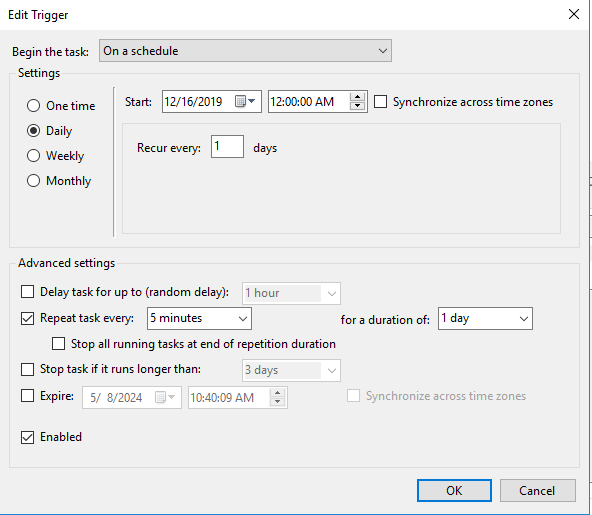 Edit Trigger
Begin the task: On a schedule
Settings
One time
Start: 12/16/2019 12:00:00 AM Synchronize across time zones
Daily
Recur every: 1 days
Weekly
Monthly
Advanced settings
Delay task for up to (random delay): 1 hour
Repeat task every: 5 minutes for a duration of: 1 day
Stop all running tasks at end of repetition duration
Stop task if it runs longer than: 3 days
Expire: 5/ 8/2024 10:40:09 AM Synchronize across time zones
Enabled
OK Cancel